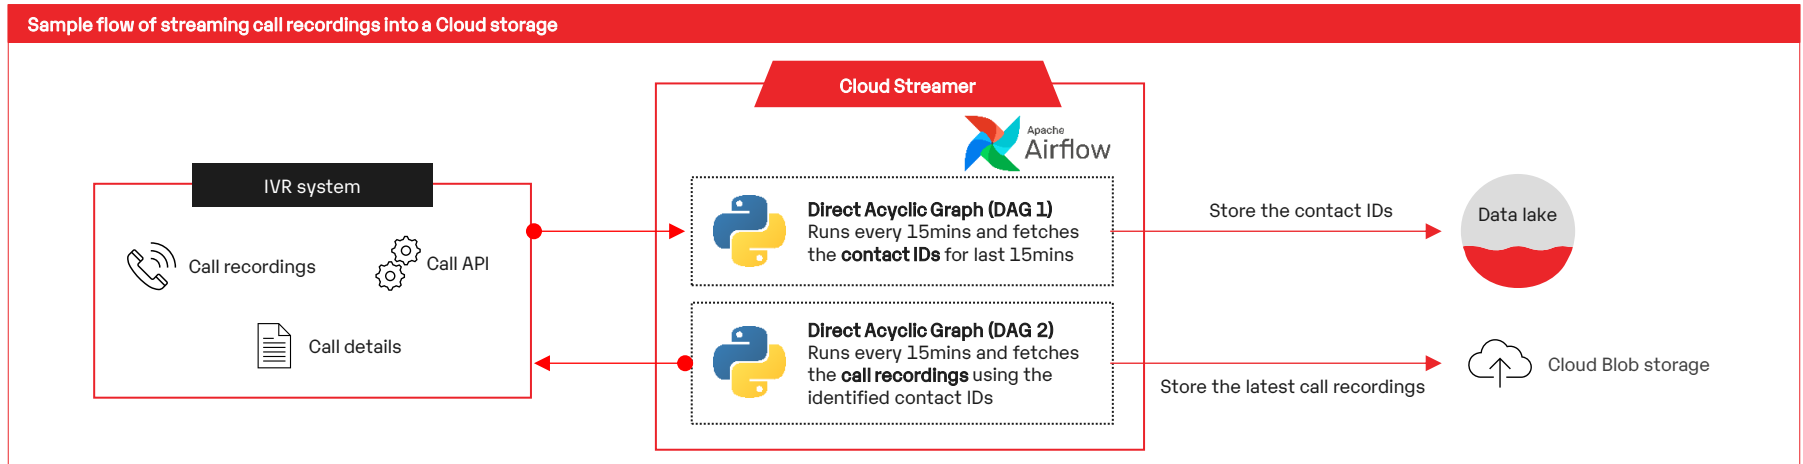 Sample flow of streaming call recordings into a Cloud storage
Cloud Streamer
Apache
Airflow
IVR system
Call recordings
Call API
Call details
Direct Acyclic Graph (DAG 1)
Runs every 15mins and fetches
the contact IDs for last 15mins
Direct Acyclic Graph (DAG 2)
Runs every 15mins and fetches
the call recordings using the
identified contact IDs
Store the contact IDs
Data lake
Store the latest call recordings
Cloud Blob storage